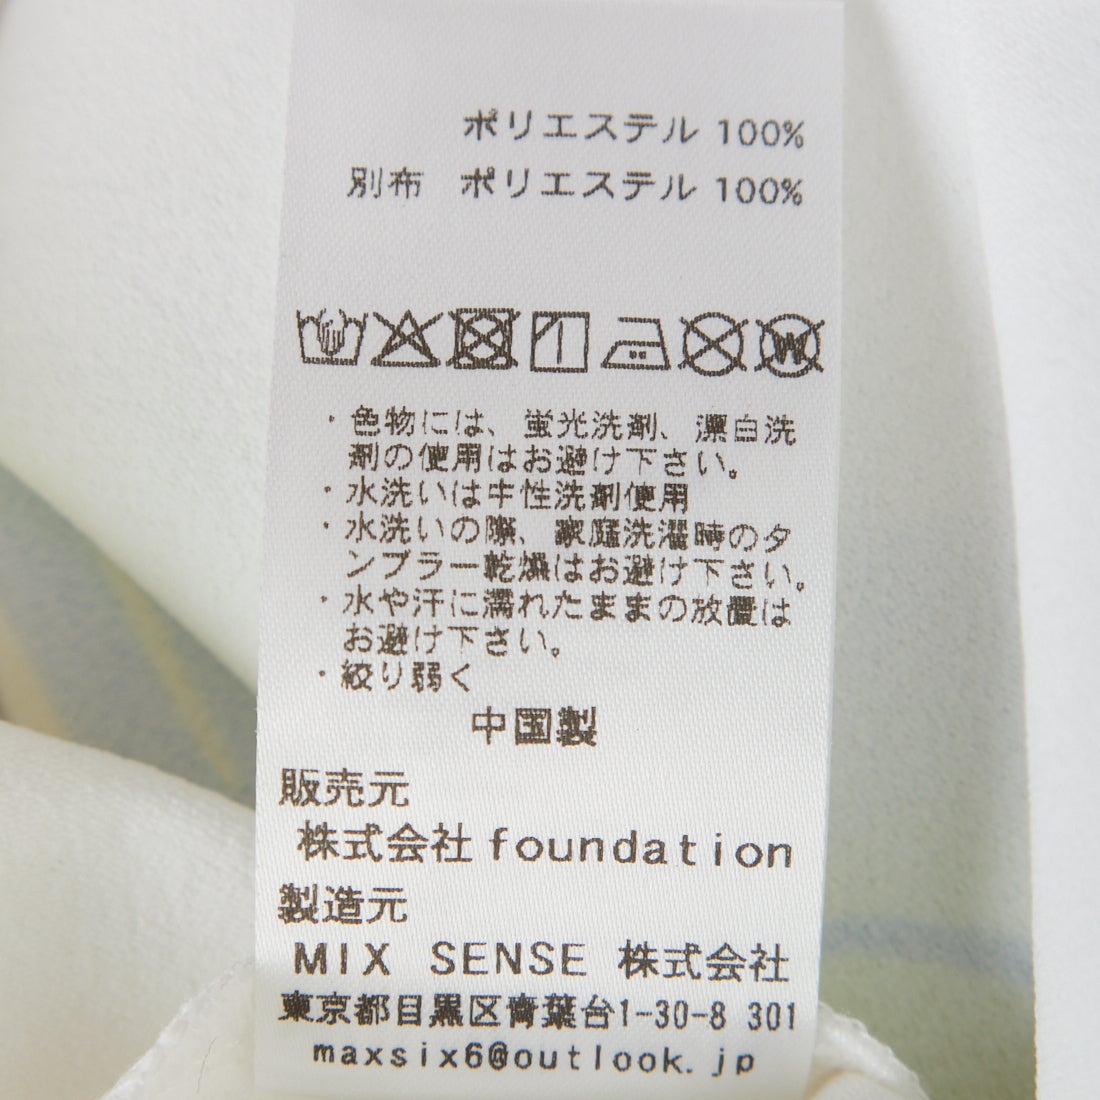 ポリエステル 100%
別布 ポリエステル 100%
・色物には、蛍光洗剤、漂白洗
剤の使用はお避け下さい。
・水洗いは中性洗剤使用
・水洗いの際、家庭洗濯時のタ
ンブラー乾燥はお避け下さい。
・水や汗に濡れたままの放置は
お避け下さい。
・絞り弱く
中国製
販売元
株式会社 foundation
製造元
MIX SENSE 株式会社
東京都目黒区青葉台1-30-8 301
maxsix6@outlook.jp